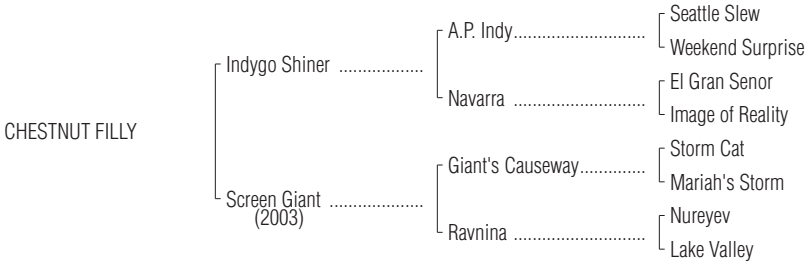 Seattle Slew
A.P. Indy..............................
Weekend Surprise
Indygo Shiner ...................
El Gran Senor
Navarra ..............................
Image of Reality
CHESTNUT FILLY
Storm Cat
Giant's Causeway...............
Mariah's Storm
Screen Giant .....................
(2003)
Nureyev
Ravnina ..............................
Lake Valley